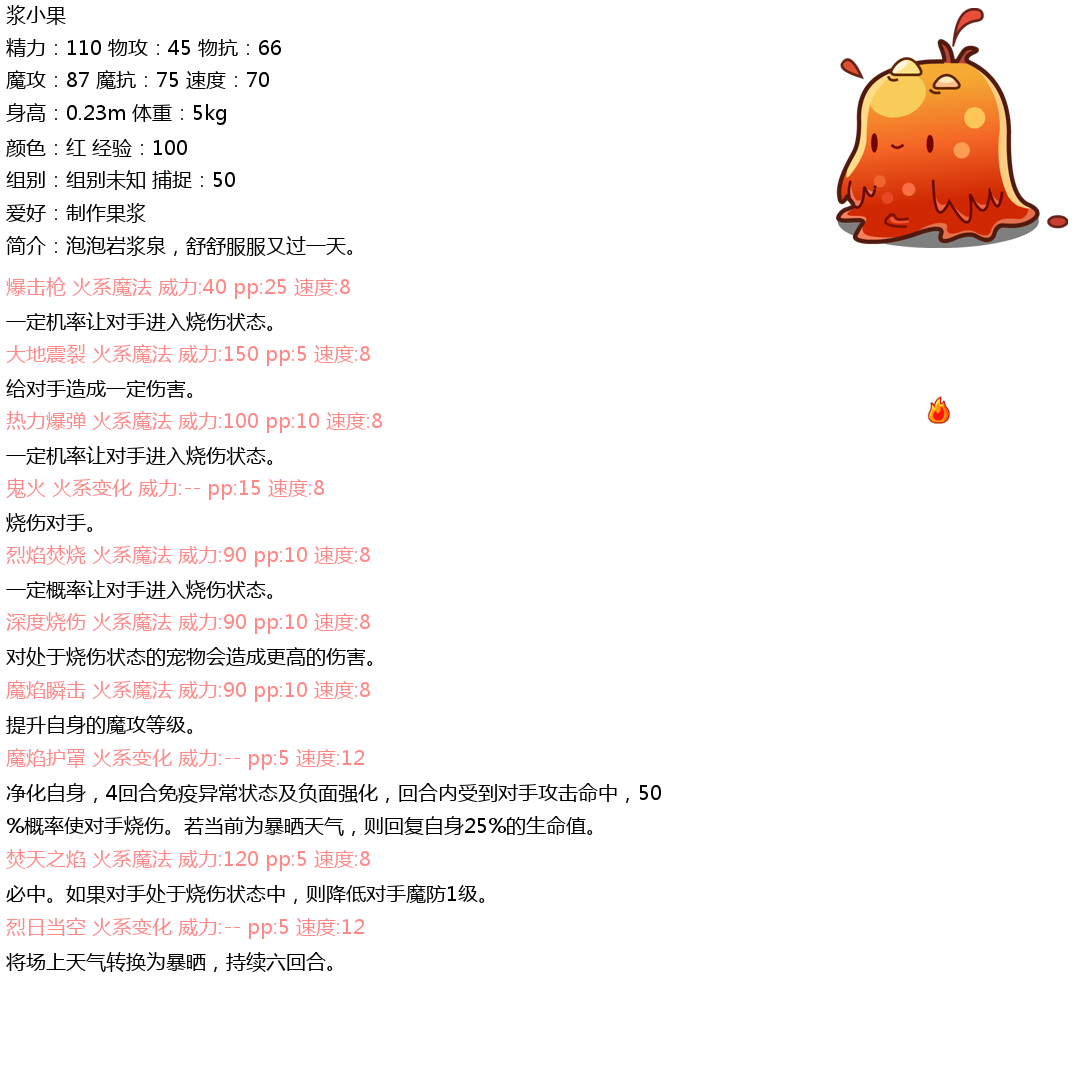 浆小果
精力：110 物攻：45 物抗：66
魔攻：87 魔抗：75 速度：70
身高：0.23m 体重：5kg
颜色：红 经验：100
组别：组别未知 捕捉：50
爱好：制作果浆
简介：泡泡岩浆泉，舒舒服服又过一天。
爆击枪 火系魔法 威力:40 pp:25 速度:8
一定机率让对手进入烧伤状态。
大地震裂 火系魔法 威力:150 pp:5 速度:8
给对手造成一定伤害。
热力爆弹 火系魔法 威力:100 pp:10 速度:8
一定机率让对手进入烧伤状态。
鬼火 火系变化 威力:-- pp:15 速度:8
烧伤对手。
烈焰焚烧 火系魔法 威力:90 pp:10 速度:8
一定概率让对手进入烧伤状态。
深度烧伤 火系魔法 威力:90 pp:10 速度:8
对处于烧伤状态的宠物会造成更高的伤害。
魔焰瞬击 火系魔法 威力:90 pp:10 速度:8
提升自身的魔攻等级。
魔焰护罩 火系变化 威力:-- pp:5 速度:12
净化自身，4回合免疫异常状态及负面强化，回合内受到对手攻击命中，50
%概率使对手烧伤。若当前为暴晒天气，则回复自身25%的生命值。
焚天之焰 火系魔法 威力:120 pp:5 速度:8
必中。如果对手处于烧伤状态中，则降低对手魔防1级。
烈日当空 火系变化 威力:-- pp:5 速度:12
将场上天气转换为暴晒，持续六回合。